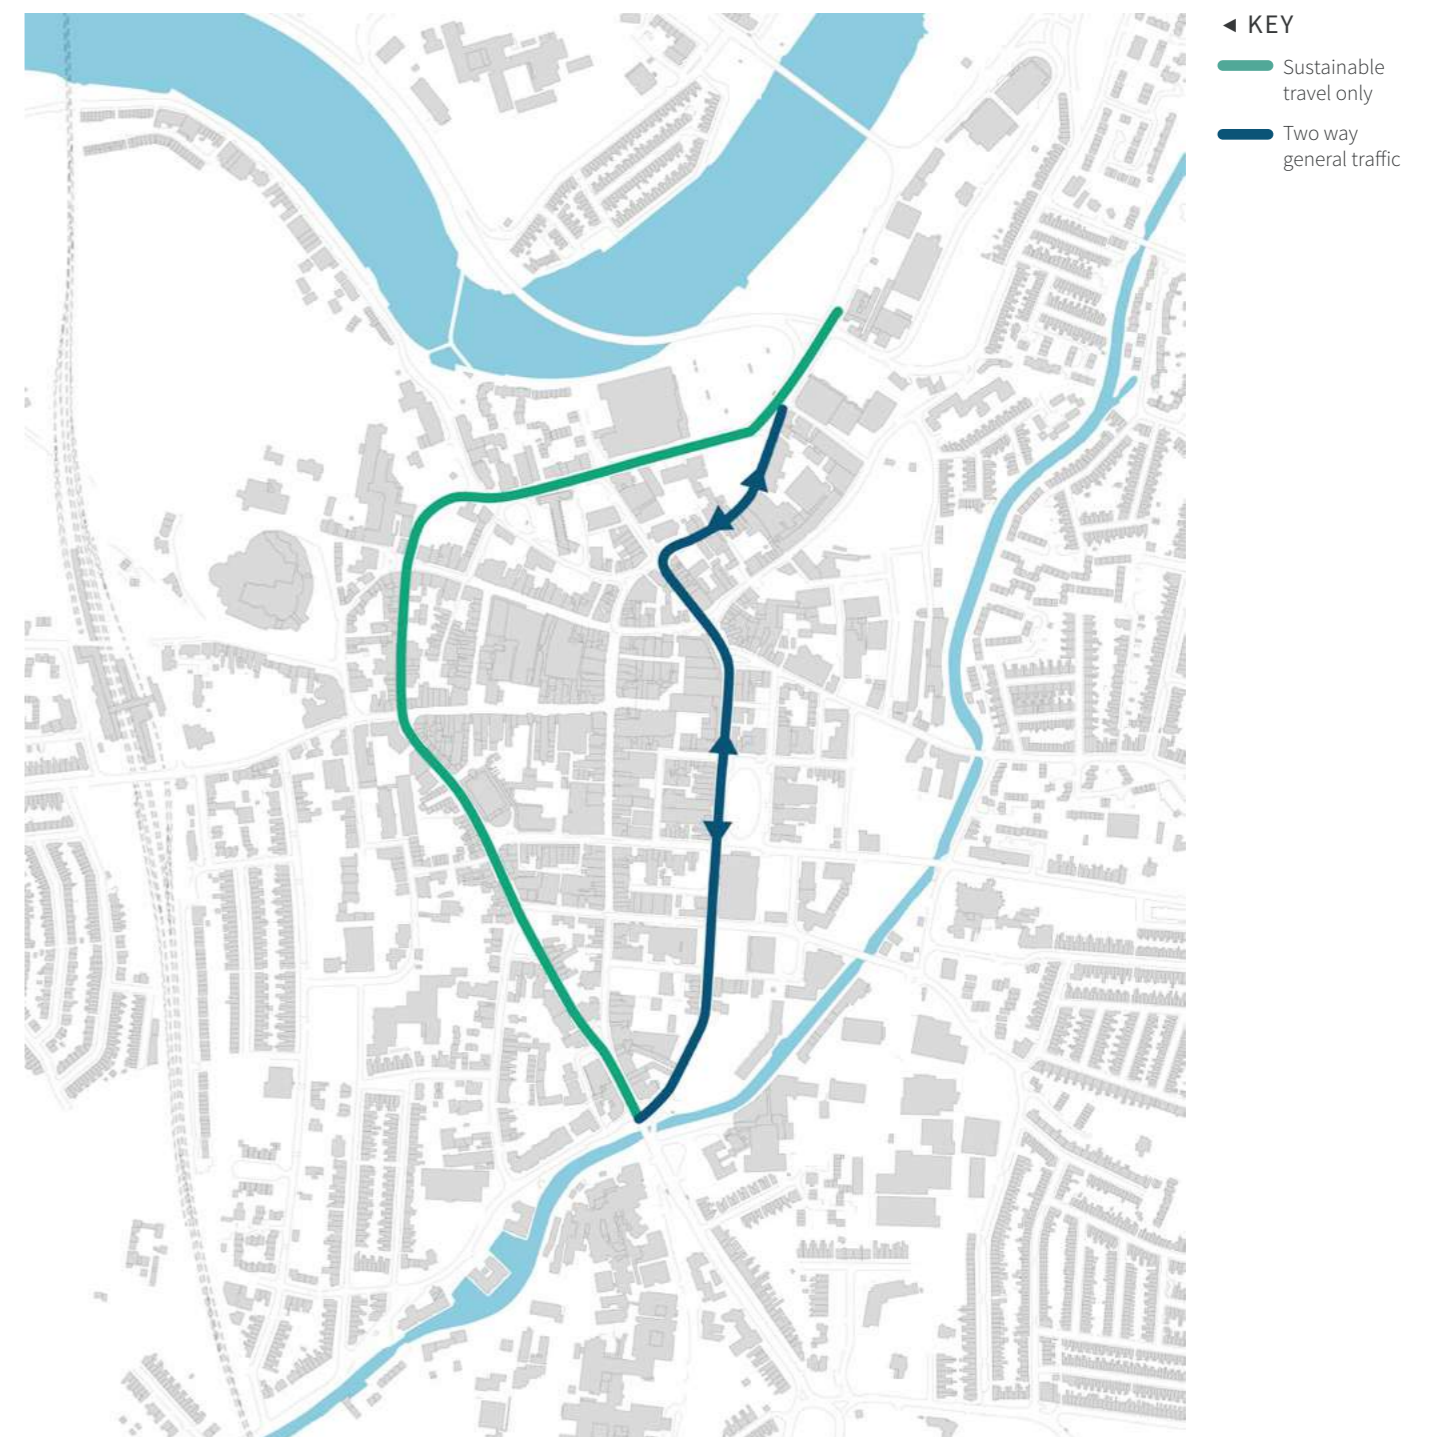 ◄ KEY
Sustainable
travel only
Two way
general traffic